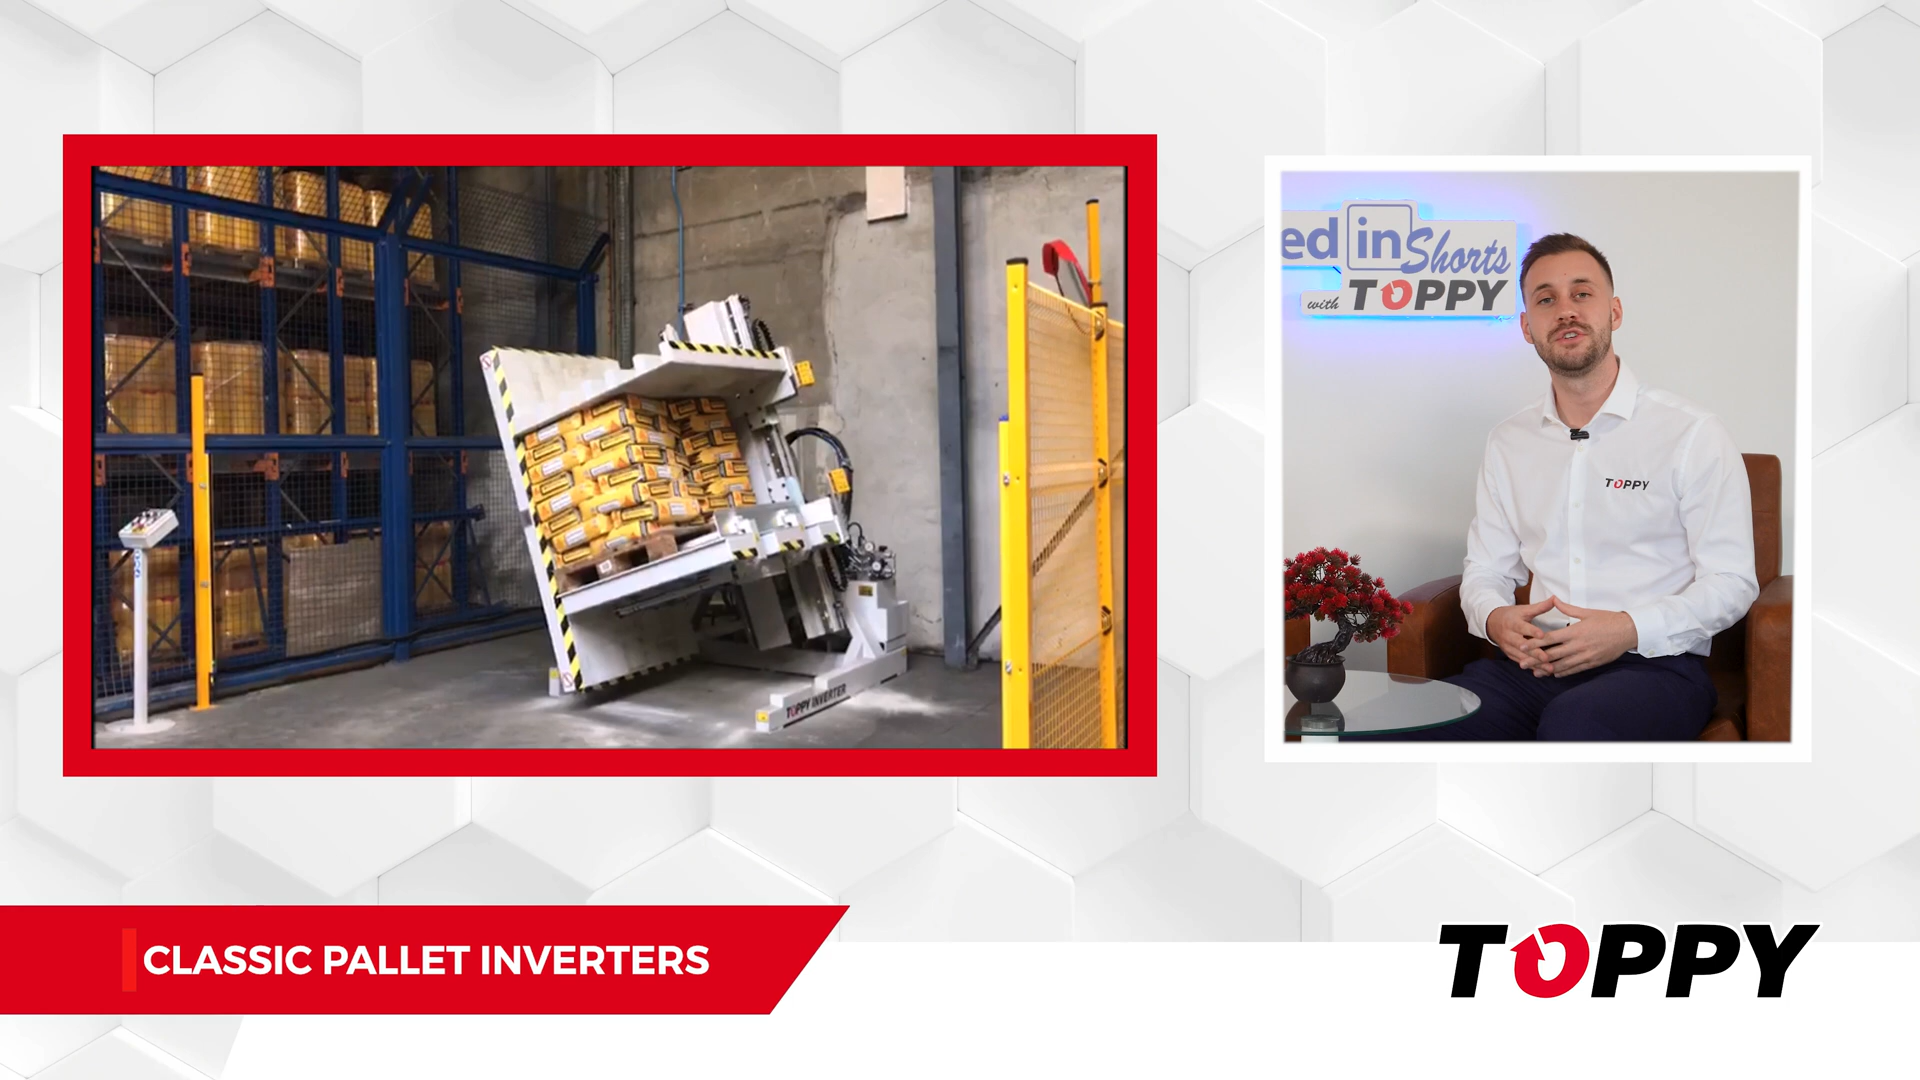 TOPPY INVERTER
ed in Shorts
with TOPPY
TOPPY
CLASSIC PALLET INVERTERS
TOPPY